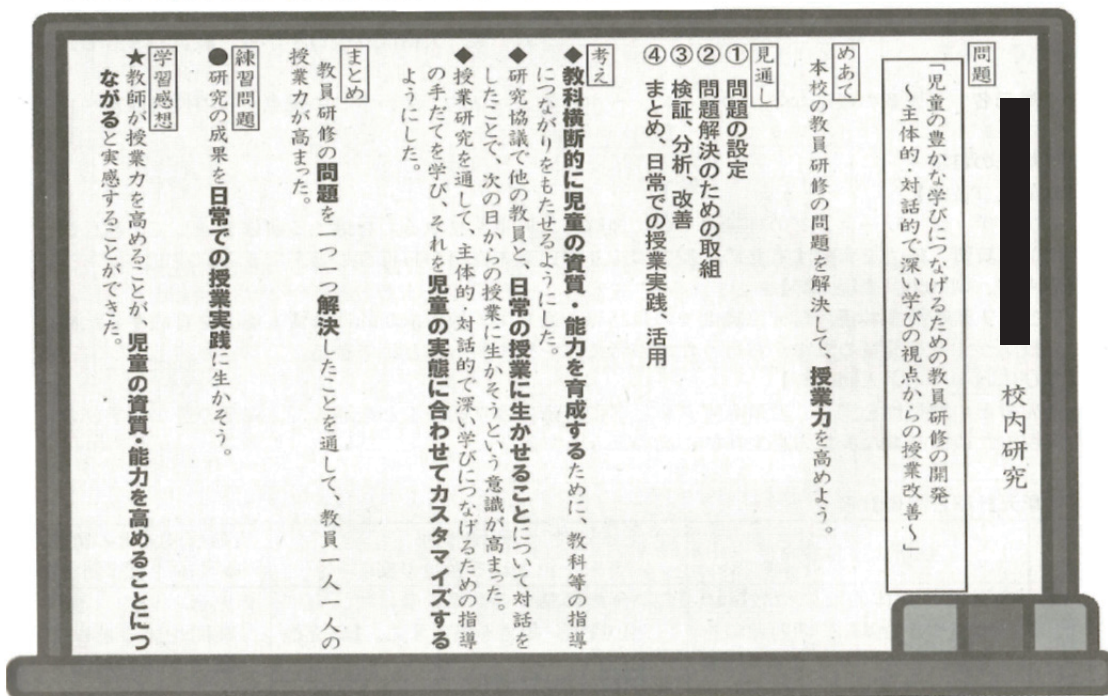 校内研究
問題
「児童の豊かな学びにつなげるための教員研修の開発
～主体的・対話的で深い学びの視点からの授業改善～」
めあて
本校の教員研修の問題を解決して、授業力を高めよう。
見通し
① 問題の設定
② 問題解決のための取組
③ 検証、分析、改善
④ まとめ、日常での授業実践、活用
考え
◆教科横断的に児童の資質・能力を育成するために、教科等の指導
につながりをもたせるようにした。
◆研究協議で他の教員と、日常の授業に生かせることについて対話を
したことで、次の日からの授業に生かそうという意識が高まった。
◆授業研究を通して、主体的・対話的で深い学びにつなげるための指導
の手だてを学び、それを児童の実態に合わせてカスタマイズする
ようにした。
まとめ
教員研修の問題を一つ一つ解決したことを通して、教員一人一人の
授業力が高まった。
練習問題
●研究の成果を日常での授業実践に生かそう。
学習感想
★教師が授業力を高めることが、児童の資質・能力を高めることにつ
ながると実感することができた。